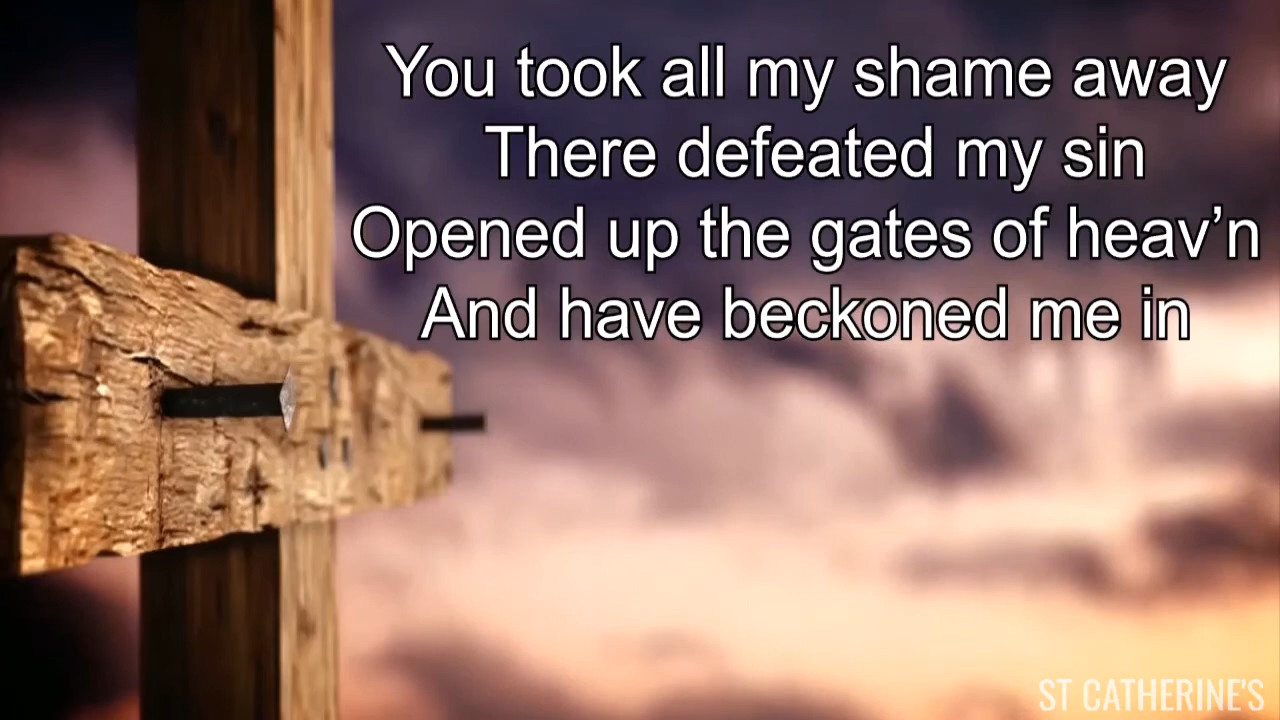 You took all my shame away
There defeated my sin
Opened up the gates of heav’n
And have beckoned me in
ST CATHERINE'S